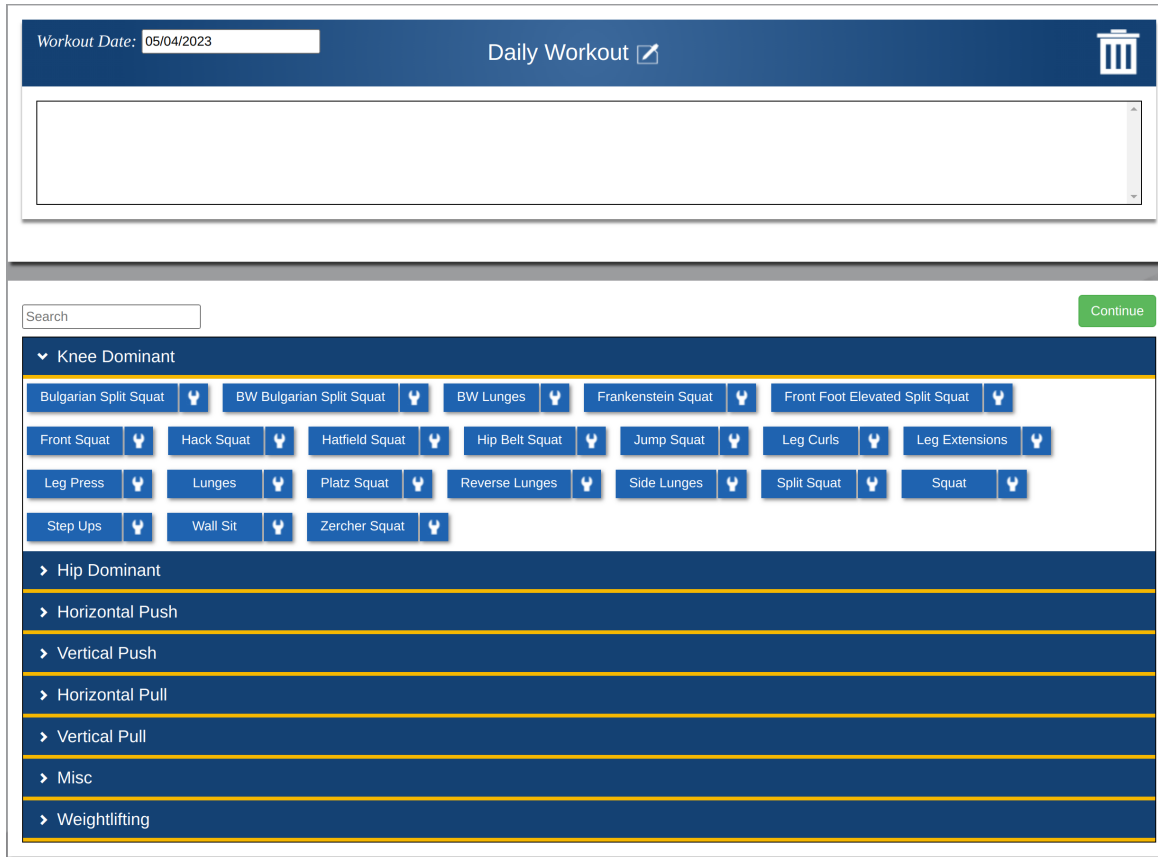 Workout Date: 05/04/2023
Daily Workout
Search
Continue
Knee Dominant
Bulgarian Split Squat BW Bulgarian Split Squat BW Lunges Frankenstein Squat Front Foot Elevated Split Squat
Front Squat Hack Squat Hatfield Squat Hip Belt Squat Jump Squat Leg Curls Leg Extensions
Leg Press Lunges Platz Squat Reverse Lunges Side Lunges Split Squat Squat
Step Ups Wall Sit Zercher Squat
Hip Dominant
Horizontal Push
Vertical Push
Horizontal Pull
Vertical Pull
Misc
Weightlifting